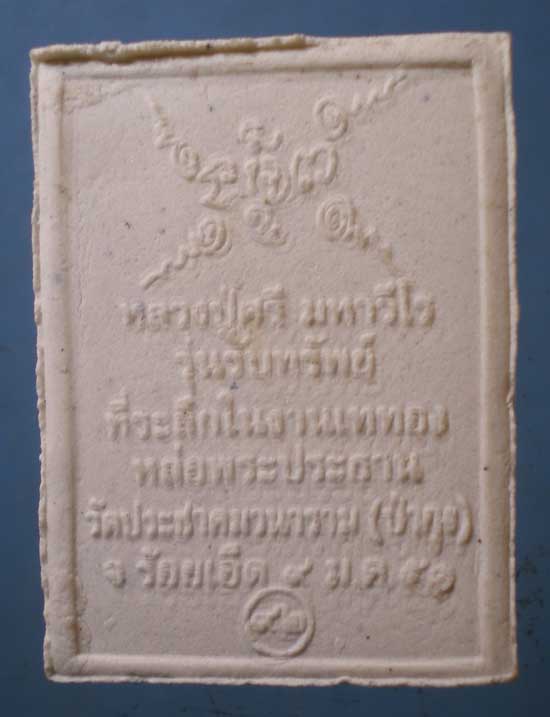 หลวงปู่ศรี มหาวีโร
รุ่นรับทรัพย์
ที่ระลึกในงานเททอง
หล่อพระประธาน
วัดประชาคมวนาราม (ป่ากุง)
จ ร้อยเอ็ด ๙ ม.ค. ๕๑